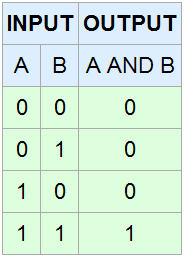 INPUT OUTPUT
A B A AND B
0 0 0
0 1 0
1 0 0
1 1 1